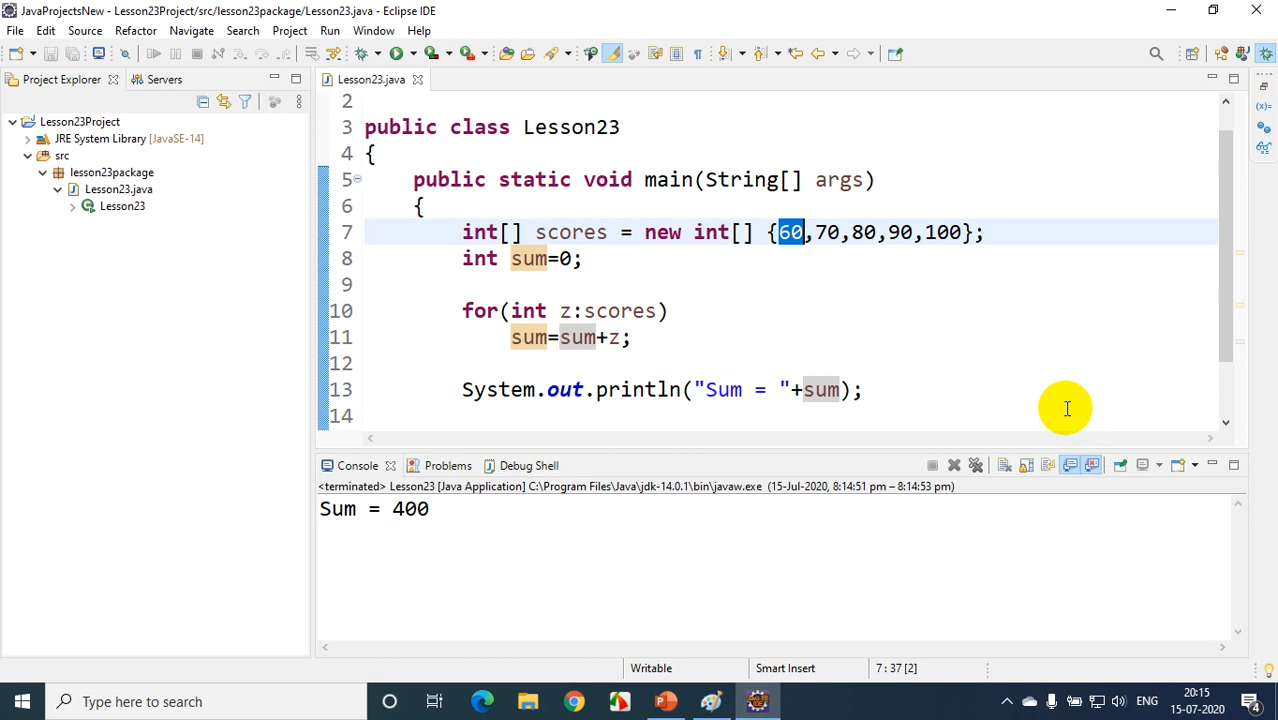 JavaProjectsNew - Lesson23Project/src/lesson23package/Lesson23.java - Eclipse IDE
File Edit Source Refactor Navigate Search Project Run Window Help
Project Explorer Servers
Lesson23Project
JRE System Library [JavaSE-14]
src
lesson23package
Lesson23.java
Lesson23
Lesson23.java
2
3 public class Lesson23
4 {
5 public static void main(String[] args)
6 {
7 int[] scores = new int[] {60,70,80,90,100};
8 int sum=0;
9
10 for(int z:scores)
11 sum=sum+z;
12
13 System.out.println("Sum = "+sum);
14
Console Problems Debug Shell
<terminated> Lesson23 [Java Application] C:\Program Files\Java\jdk-14.0.1\bin\javaw.exe (15-Jul-2020, 8:14:51 pm – 8:14:53 pm)
Sum = 400
Writable Smart Insert 7 : 37 [2]
Type here to search
ENG
20:15
15-07-2020
4